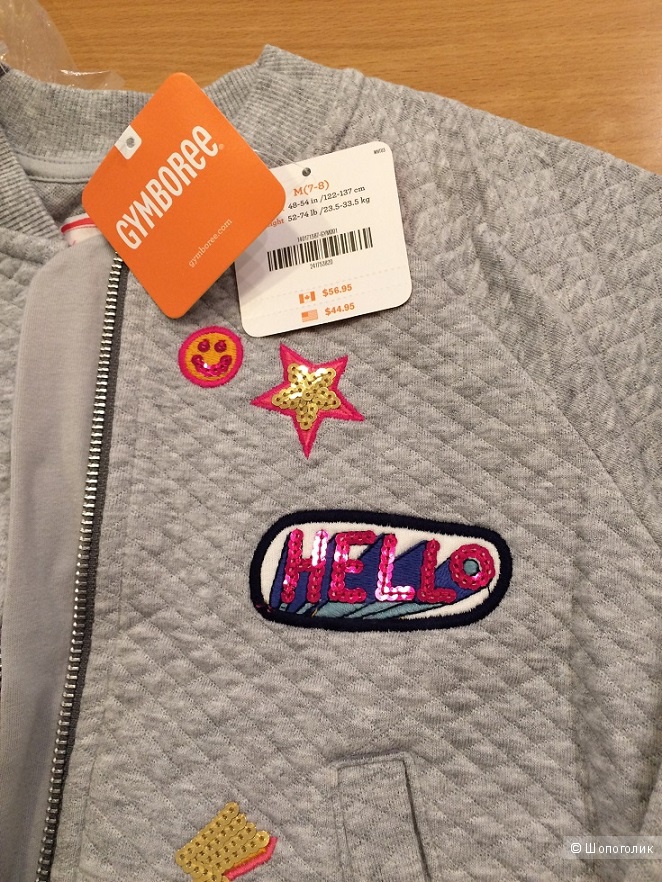 GYMBOREE®
gymboree.com
M(7-8)
48-54 in /122-137 cm
52-74 lb /23.5-33.5 kg
$56.95
$44.95
HELLO
© Шопоголик